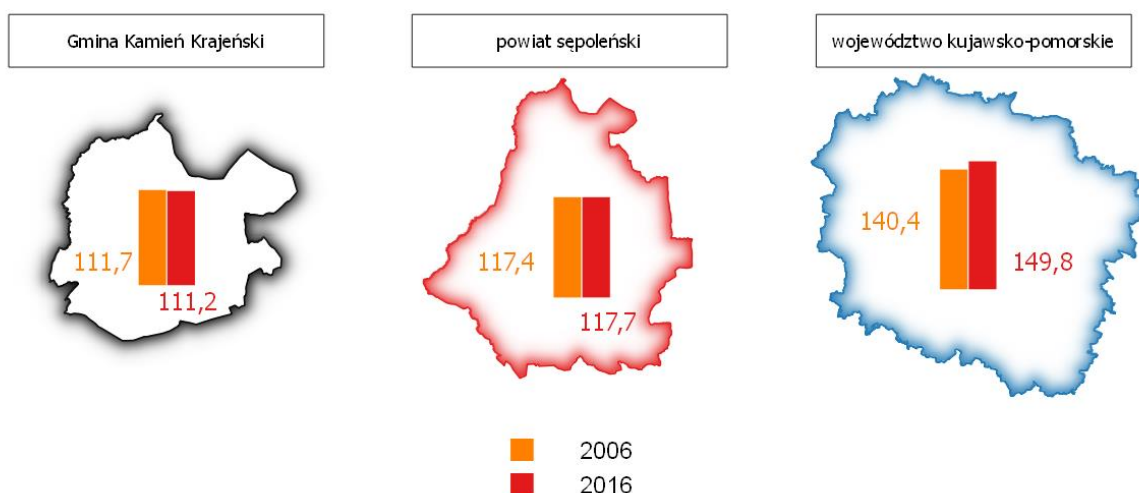 Gmina Kamień Krajeński
powiat sępoleński
województwo kujawsko-pomorskie
111,7
111,2
117,4
117,7
140,4
149,8
2006
2016